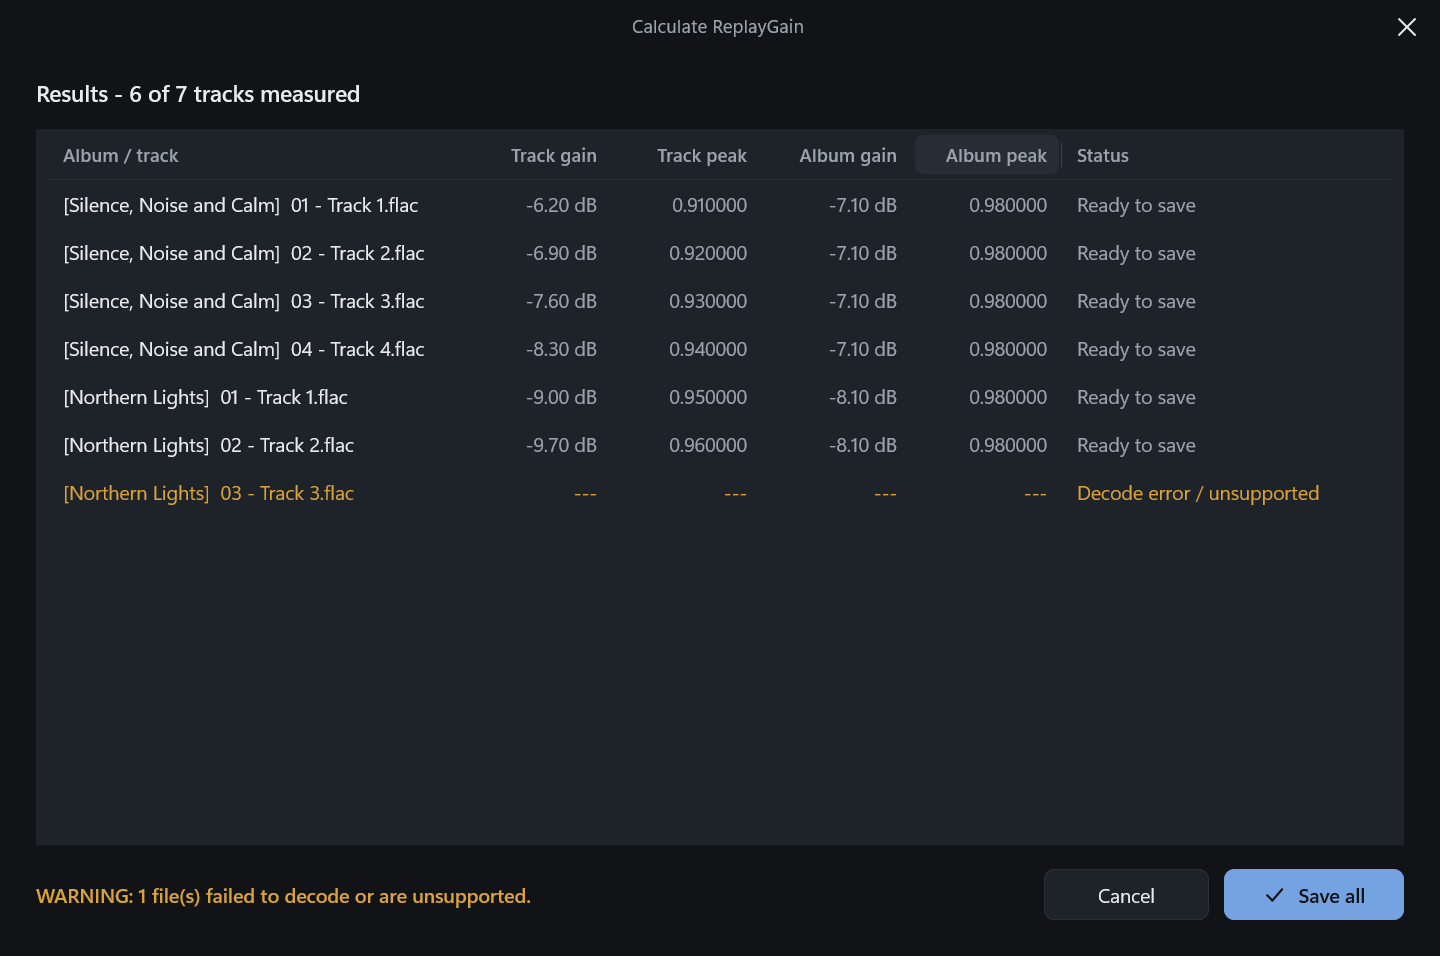 Calculate ReplayGain
Results - 6 of 7 tracks measured
Album / track Track gain Track peak Album gain Album peak Status
[Silence, Noise and Calm] 01 - Track 1.flac -6.20 dB 0.910000 -7.10 dB 0.980000 Ready to save
[Silence, Noise and Calm] 02 - Track 2.flac -6.90 dB 0.920000 -7.10 dB 0.980000 Ready to save
[Silence, Noise and Calm] 03 - Track 3.flac -7.60 dB 0.930000 -7.10 dB 0.980000 Ready to save
[Silence, Noise and Calm] 04 - Track 4.flac -8.30 dB 0.940000 -7.10 dB 0.980000 Ready to save
[Northern Lights] 01 - Track 1.flac -9.00 dB 0.950000 -8.10 dB 0.980000 Ready to save
[Northern Lights] 02 - Track 2.flac -9.70 dB 0.960000 -8.10 dB 0.980000 Ready to save
[Northern Lights] 03 - Track 3.flac --- --- --- --- Decode error / unsupported
WARNING: 1 file(s) failed to decode or are unsupported. Cancel Save all